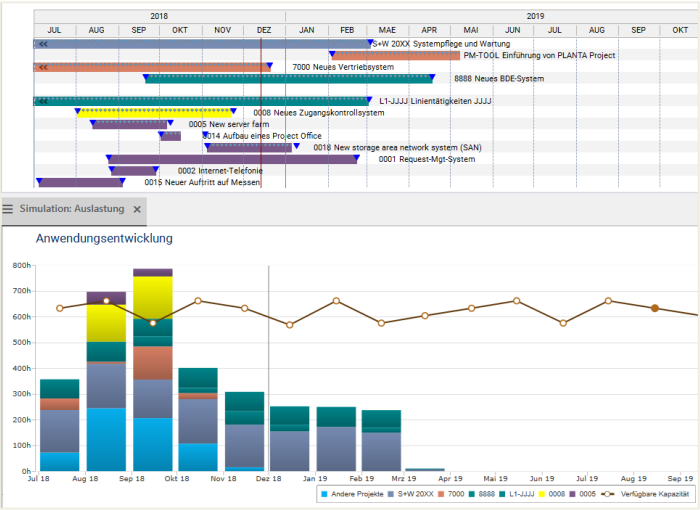 2018 2019
JUL AUG SEP OKT NOV DEZ JAN FEB MAE APR MAI JUN JUL AUG SEP OKT
S+W 20XX Systempflege und Wartung
PM-TOOL Einführung von PLANTA Project
7000 Neues Vertriebsystem
8888 Neues BDE-System
L1-JJJJ Linientätigkeiten JJJJ
0008 Neues Zugangskontrollsystem
0005 New server farm
0014 Aufbau eines Project Office
0018 New storage area network system (SAN)
0001 Request-Mgt-System
0002 Internet-Telefonie
0015 Neuer Auftritt auf Messen
Simulation: Auslastung
Anwendungsentwicklung
800h
700h
600h
500h
400h
300h
200h
100h
0h
Jul 18 Aug 18 Sep 18 Okt 18 Nov 18 Dez 18 Jan 19 Feb 19 Mrz 19 Apr 19 Mai 19 Jun 19 Jul 19 Aug 19 Sep 19
Andere Projekte S+W 20XX 7000 8888 L1-JJJJ 0008 0005 Verfügbare Kapazität